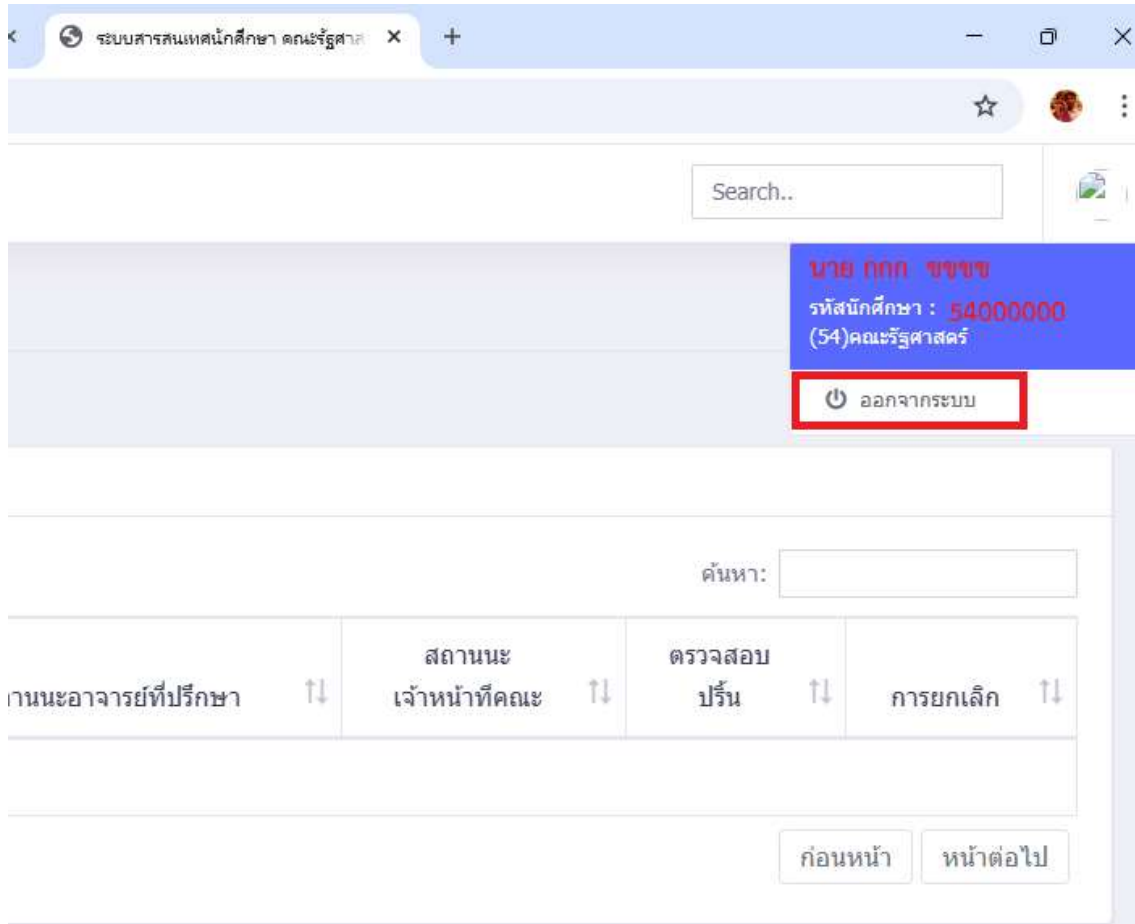 ระบบสารสนเทศนักศึกษา คณะรัฐศาส
Search..
นาย กกก ขขขข
รหัสนักศึกษา : 54000000
(54)คณะรัฐศาสตร์
ออกจากระบบ
ค้นหา:
านนะอาจารย์ที่ปรึกษา
สถานนะ
เจ้าหน้าทีคณะ
ตรวจสอบ
ปริ้น
การยกเลิก
ก่อนหน้า หน้าต่อไป